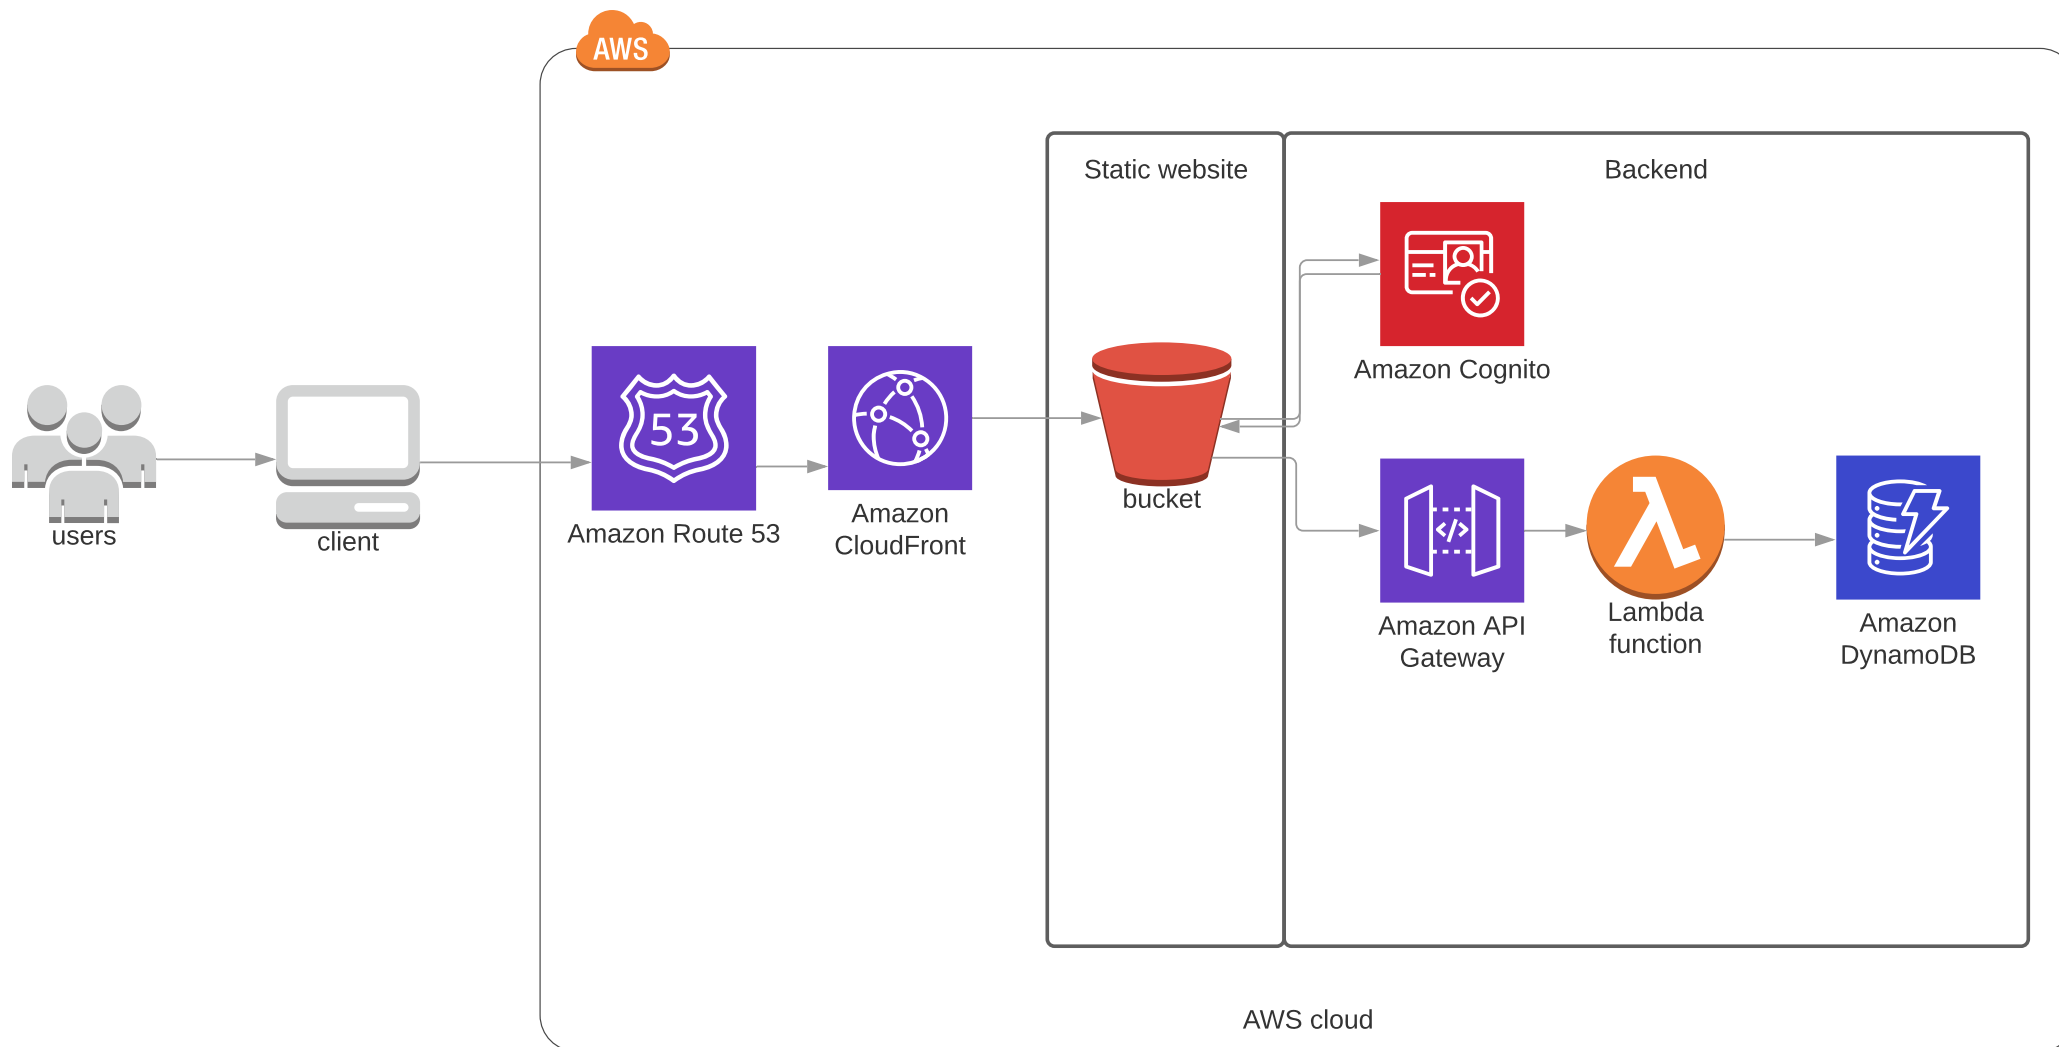 AWS
Static website
Backend
Amazon Cognito
53
users
client
Amazon Route 53
Amazon
CloudFront
bucket
</>
Amazon API
Gateway
Lambda
function
Amazon
DynamoDB
AWS cloud